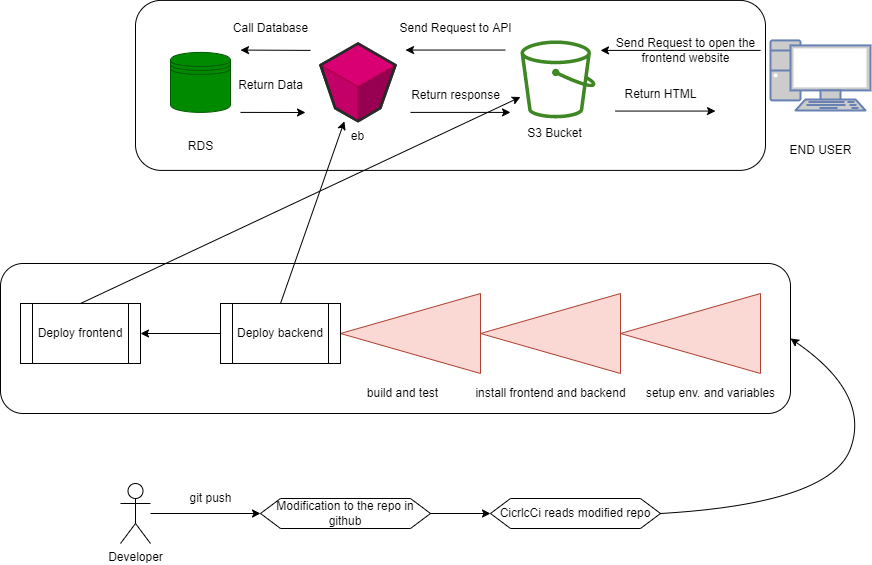 Call Database
Send Request to API
Send Request to open the
frontend website
Return Data
Return response
Return HTML
RDS
eb
S3 Bucket
END USER
Deploy frontend
Deploy backend
build and test
install frontend and backend
setup env. and variables
git push
Modification to the repo in
github
CicrlcCi reads modified repo
Developer